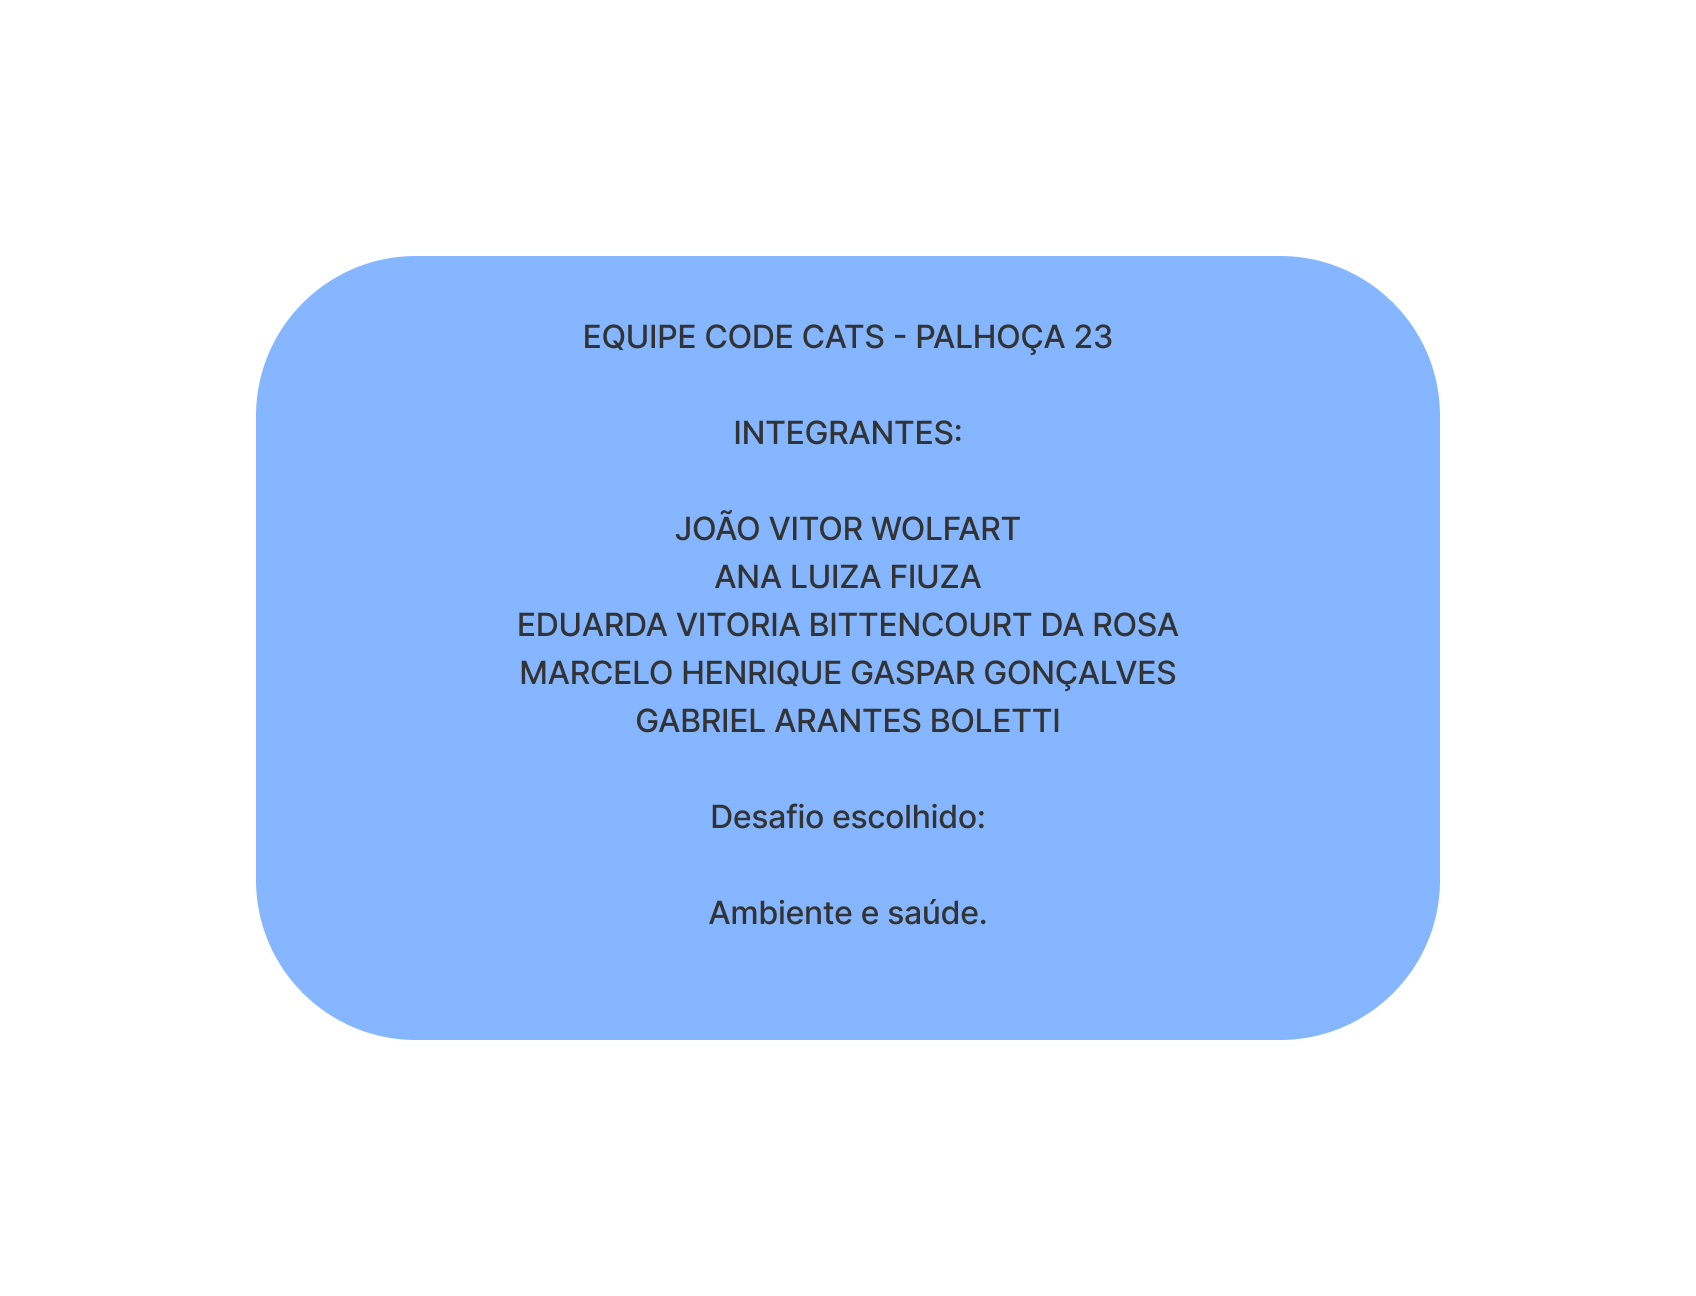 EQUIPE CODE CATS - PALHOÇA 23
INTEGRANTES:
JOÃO VITOR WOLFART
ANA LUIZA FIUZA
EDUARDA VITORIA BITTENCOURT DA ROSA
MARCELO HENRIQUE GASPAR GONÇALVES
GABRIEL ARANTES BOLETTI
Desafio escolhido:
Ambiente e saúde.